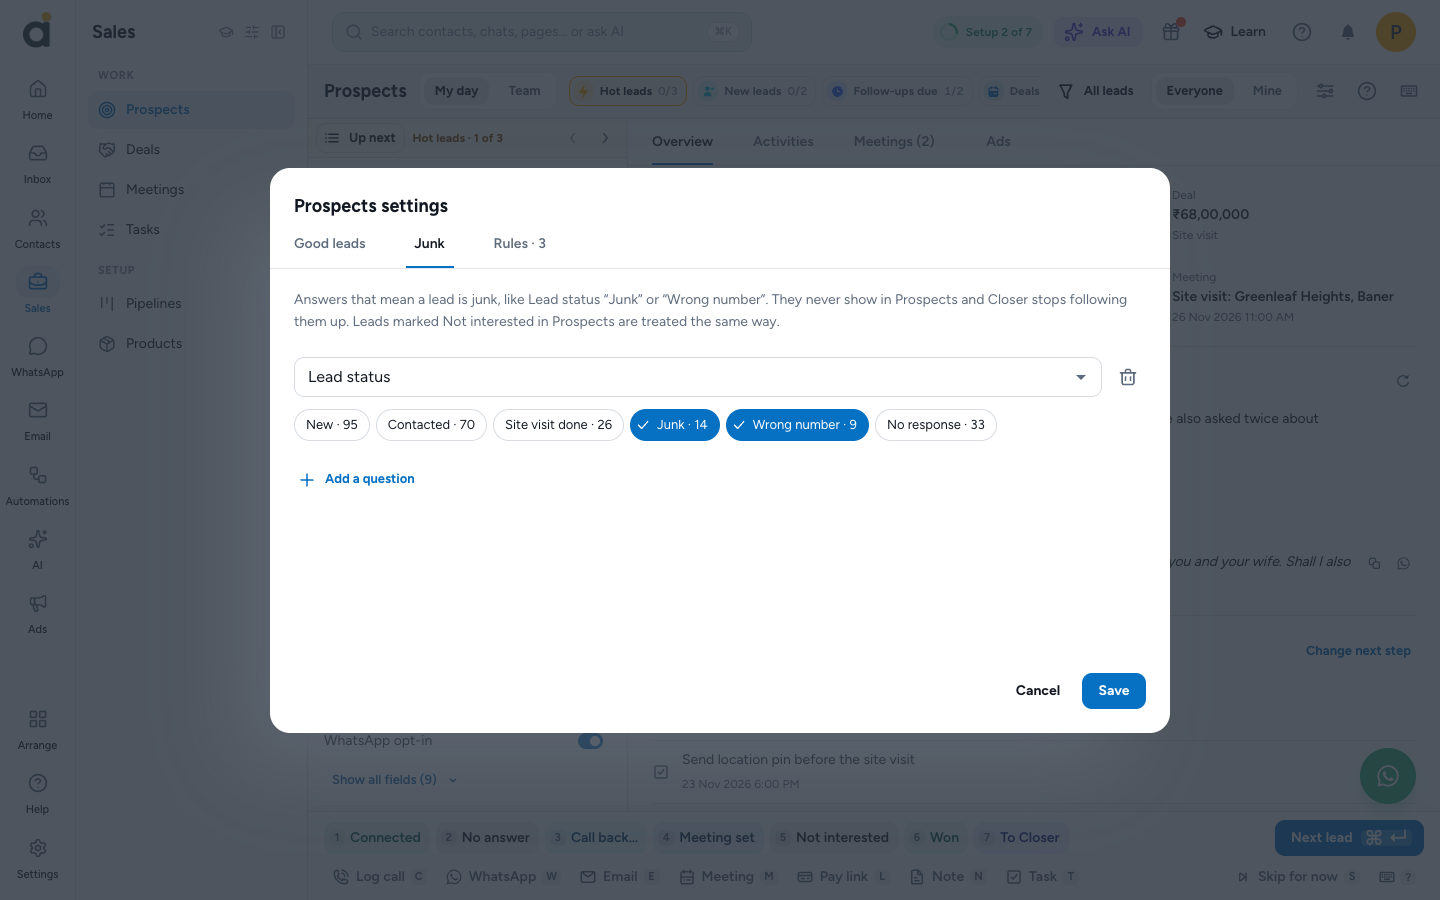 Sales
Search contacts, chats, pages... or ask AI
⌘K
Setup 2 of 7
Ask AI
Learn
P
Home
Inbox
Contacts
Sales
WhatsApp
Email
Automations
AI
Ads
Arrange
Help
Settings
WORK
Prospects
Deals
Meetings
Tasks
SETUP
Pipelines
Products
Prospects
My day
Team
Hot leads 0/3
New leads 0/2
Follow-ups due 1/2
Deals
All leads
Everyone
Mine
Up next
Hot leads · 1 of 3
Overview
Activities
Meetings (2)
Ads
Deal
₹68,00,000
Site visit
Meeting
Site visit: Greenleaf Heights, Baner
26 Nov 2026 11:00 AM
e also asked twice about
you and your wife. Shall I also
Change next step
Prospects settings
Good leads
Junk
Rules · 3
Answers that mean a lead is junk, like Lead status “Junk” or “Wrong number”. They never show in Prospects and Closer stops following
them up. Leads marked Not interested in Prospects are treated the same way.
Lead status
New · 95
Contacted · 70
Site visit done · 26
Junk · 14
Wrong number · 9
No response · 33
Add a question
Cancel
Save
WhatsApp opt-in
Show all fields (9)
Send location pin before the site visit
23 Nov 2026 6:00 PM
1 Connected
2 No answer
3 Call back...
4 Meeting set
5 Not interested
6 Won
7 To Closer
Next lead ⌘
Log call C
WhatsApp W
Email E
Meeting M
Pay link L
Note N
Task T
Skip for now S
?